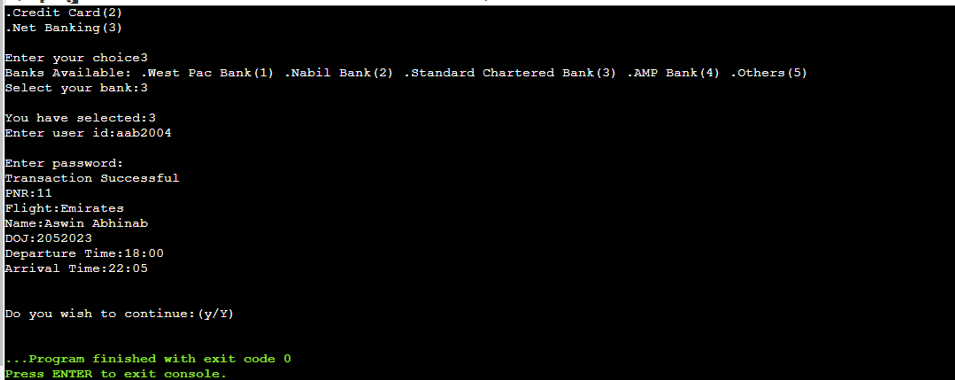 .Credit Card(2)
.Net Banking(3)
Enter your choice3
Banks Available: .West Pac Bank(1) .Nabil Bank(2) .Standard Chartered Bank(3) .AMP Bank(4) .Others(5)
Select your bank:3
You have selected:3
Enter user id:aab2004
Enter password:
Transaction Successful
PNR:11
Flight:Emirates
Name:Aswin Abhinab
DOJ:2052023
Departure Time:18:00
Arrival Time:22:05
Do you wish to continue:(y/Y)
...Program finished with exit code 0
Press ENTER to exit console.